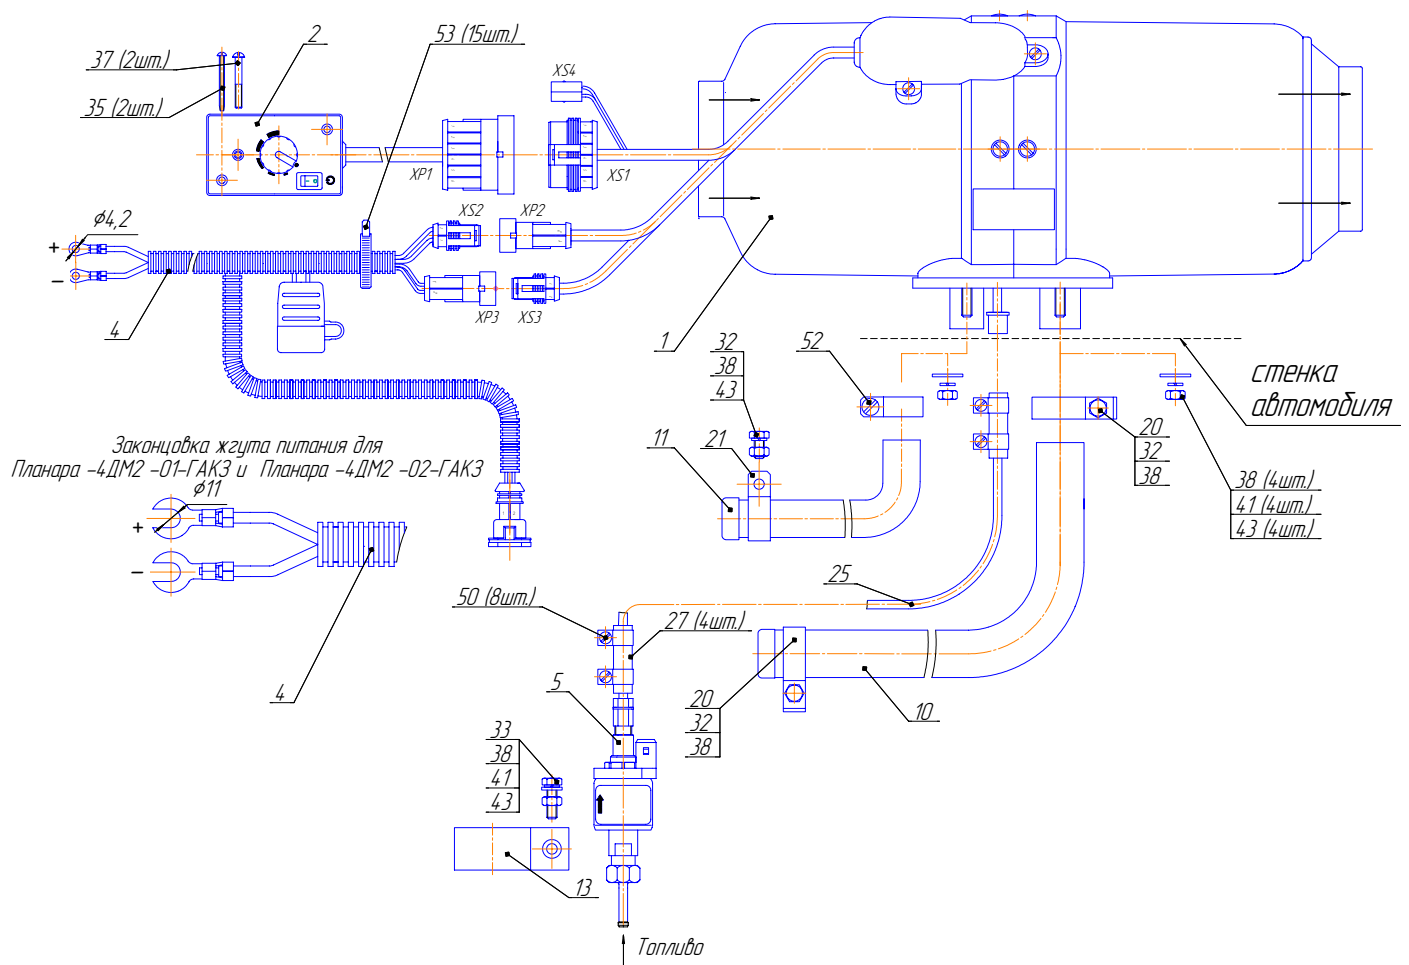 2
53 (15шт.)
37 (2шт.)
35 (2шт.)
XS4
XP1
XS1
ϕ4,2
XS2
XP2
+
−
XP3
XS3
4
1
32
38
43
52
стенка
автомобиля
20
32
38
Законцовка жгута питания для
Планара -4ДМ2 -01-ГАКЗ и Планара -4ДМ2 -02-ГАКЗ
11
21
38 (4шт.)
41 (4шт.)
43 (4шт.)
ϕ11
+
−
4
25
50 (8шт.)
27 (4шт.)
5
20
32
38
10
33
38
41
43
13
Топливо